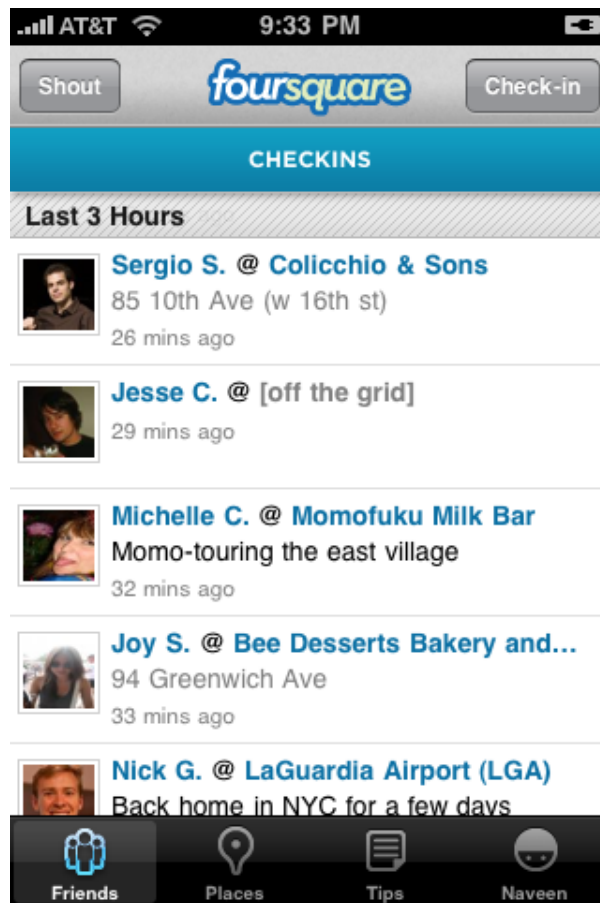 AT&T 9:33 PM
Shout foursquare Check-in
CHECKINS
Last 3 Hours
Sergio S. @ Colicchio & Sons
85 10th Ave (w 16th st)
26 mins ago
Jesse C. @ [off the grid]
29 mins ago
Michelle C. @ Momofuku Milk Bar
Momo-touring the east village
32 mins ago
Joy S. @ Bee Desserts Bakery and...
94 Greenwich Ave
33 mins ago
Nick G. @ LaGuardia Airport (LGA)
Back home in NYC for a few days
Friends Places Tips Naveen